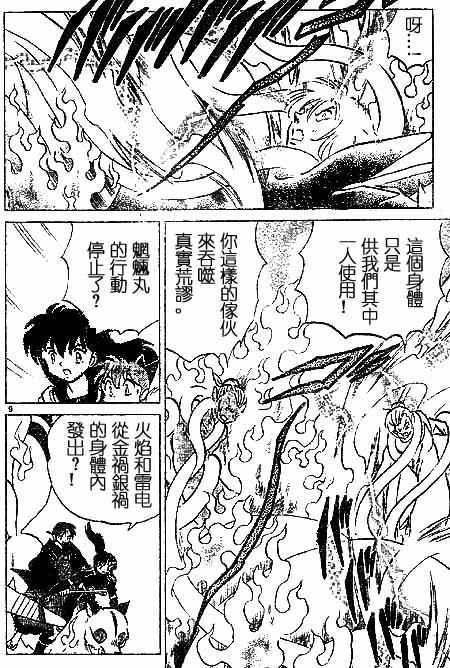 呀⋯
這個身體
只是
供我們其中
一人使用！
你這樣的傢伙
來吞噬
真實荒謬。
魍魎丸
的行動
停止了？
火焰和雷电
從金禍銀禍
的身體內
發出？！
9